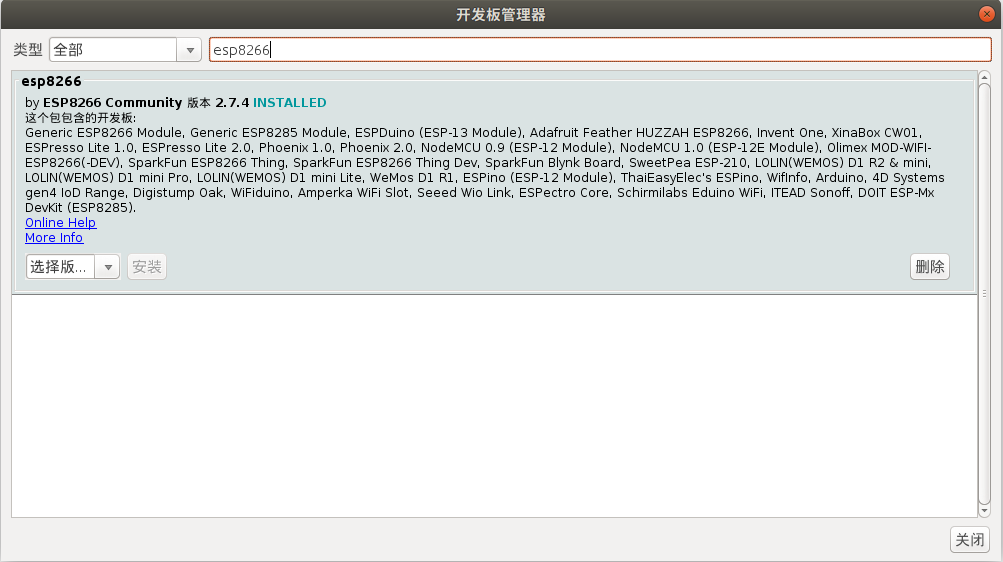 开发板管理器
类型 全部 esp8266
esp8266
by ESP8266 Community 版本 2.7.4 INSTALLED
这个包包含的开发板:
Generic ESP8266 Module, Generic ESP8285 Module, ESPDuino (ESP-13 Module), Adafruit Feather HUZZAH ESP8266, Invent One, XinaBox CW01,
ESPresso Lite 1.0, ESPresso Lite 2.0, Phoenix 1.0, Phoenix 2.0, NodeMCU 0.9 (ESP-12 Module), NodeMCU 1.0 (ESP-12E Module), Olimex MOD-WIFI-
ESP8266(-DEV), SparkFun ESP8266 Thing, SparkFun ESP8266 Thing Dev, SparkFun Blynk Board, SweetPea ESP-210, LOLIN(WEMOS) D1 R2 & mini,
LOLIN(WEMOS) D1 mini Pro, LOLIN(WEMOS) D1 mini Lite, WeMos D1 R1, ESPino (ESP-12 Module), ThaiEasyElec's ESPino, WifInfo, Arduino, 4D Systems
gen4 IoD Range, Digistump Oak, WiFiduino, Amperka WiFi Slot, Seeed Wio Link, ESPectro Core, Schirmilabs Eduino WiFi, ITEAD Sonoff, DOIT ESP-Mx
DevKit (ESP8285).
Online Help
More Info
选择版... 安装 删除
关闭